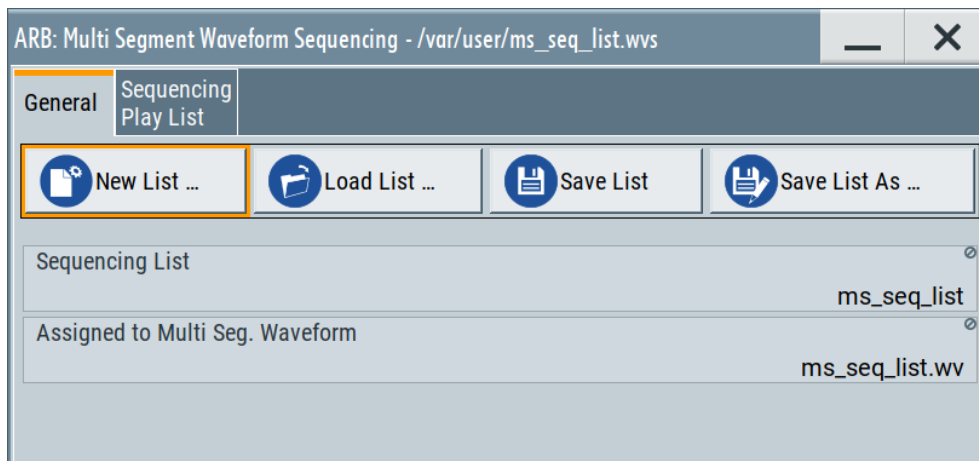 ARB: Multi Segment Waveform Sequencing - /var/user/ms_seq_list.wvs
General
Sequencing
Play List
New List ...
Load List ...
Save List
Save List As ...
Sequencing List
ms_seq_list
Assigned to Multi Seg. Waveform
ms_seq_list.wv